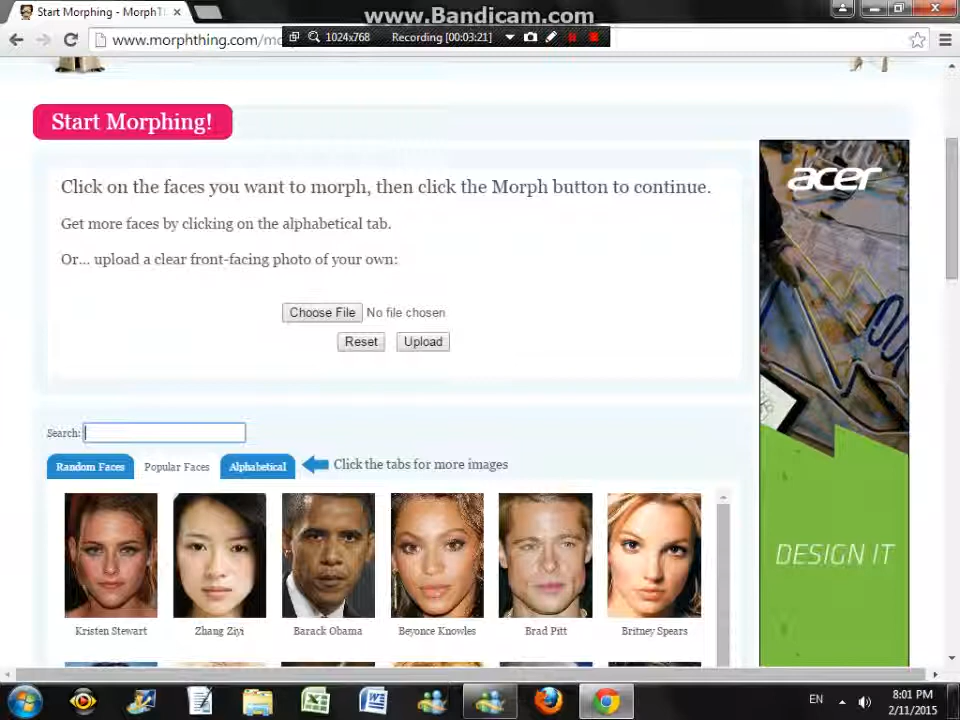 Start Morphing - MorphT
www.Bandicam.com
www.morphthing.com/mo
1024x768
Recording [00:03:21]
Start Morphing!
Click on the faces you want to morph, then click the Morph button to continue.
Get more faces by clicking on the alphabetical tab.
Or... upload a clear front-facing photo of your own:
Choose File No file chosen
Reset Upload
acer
Search:
Random Faces Popular Faces Alphabetical Click the tabs for more images
DESIGN IT
Kristen Stewart Zhang Ziyi Barack Obama Beyonce Knowles Brad Pitt Britney Spears
EN
8:01 PM
2/11/2015